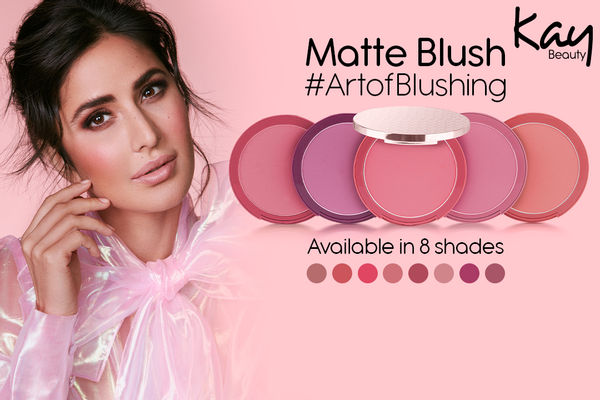 Kay
Beauty
Matte Blush
#ArtofBlushing
Available in 8 shades